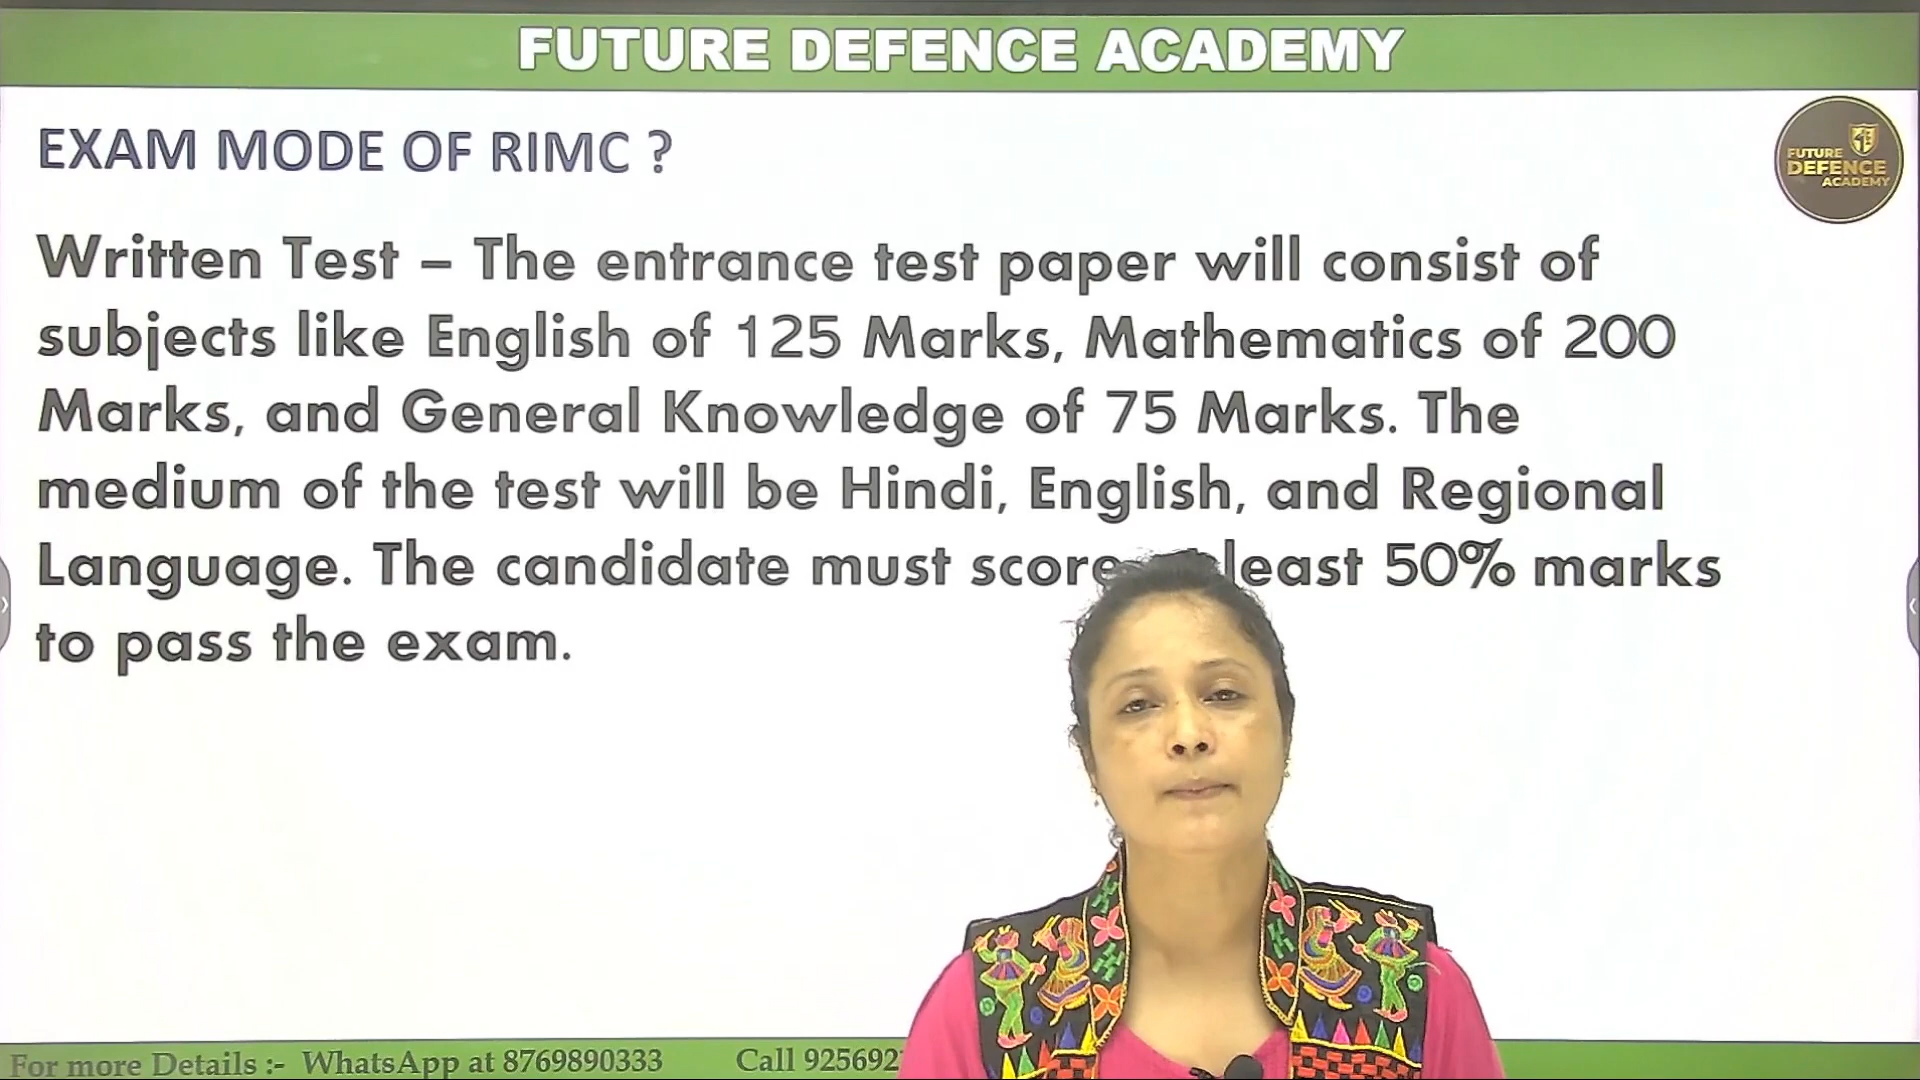 FUTURE DEFENCE ACADEMY
EXAM MODE OF RIMC ?
FUTURE
DEFENCE
ACADEMY
Written Test – The entrance test paper will consist of
subjects like English of 125 Marks, Mathematics of 200
Marks, and General Knowledge of 75 Marks. The
medium of the test will be Hindi, English, and Regional
Language. The candidate must score least 50% marks
to pass the exam.
For more Details :- WhatsApp at 8769890333 Call 925692